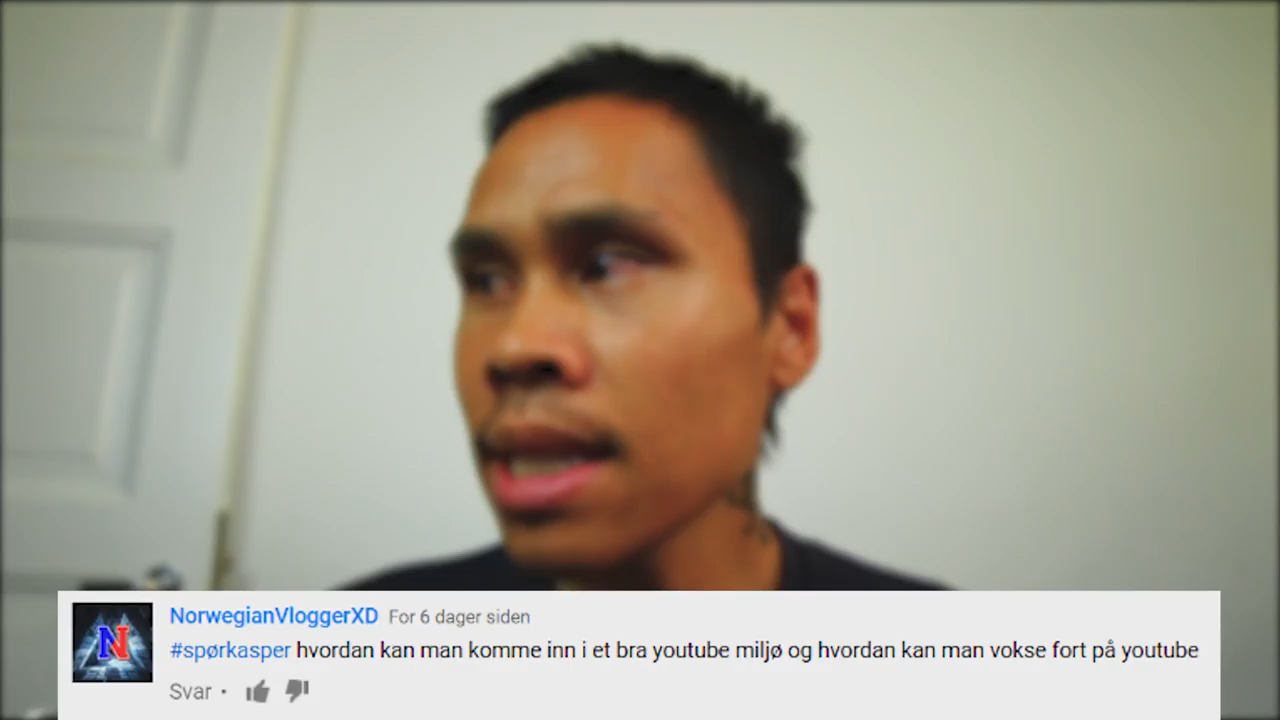 NorwegianVloggerXD For 6 dager siden
#spørkasper hvordan kan man komme inn i et bra youtube miljø og hvordan kan man vokse fort på youtube
Svar •
N